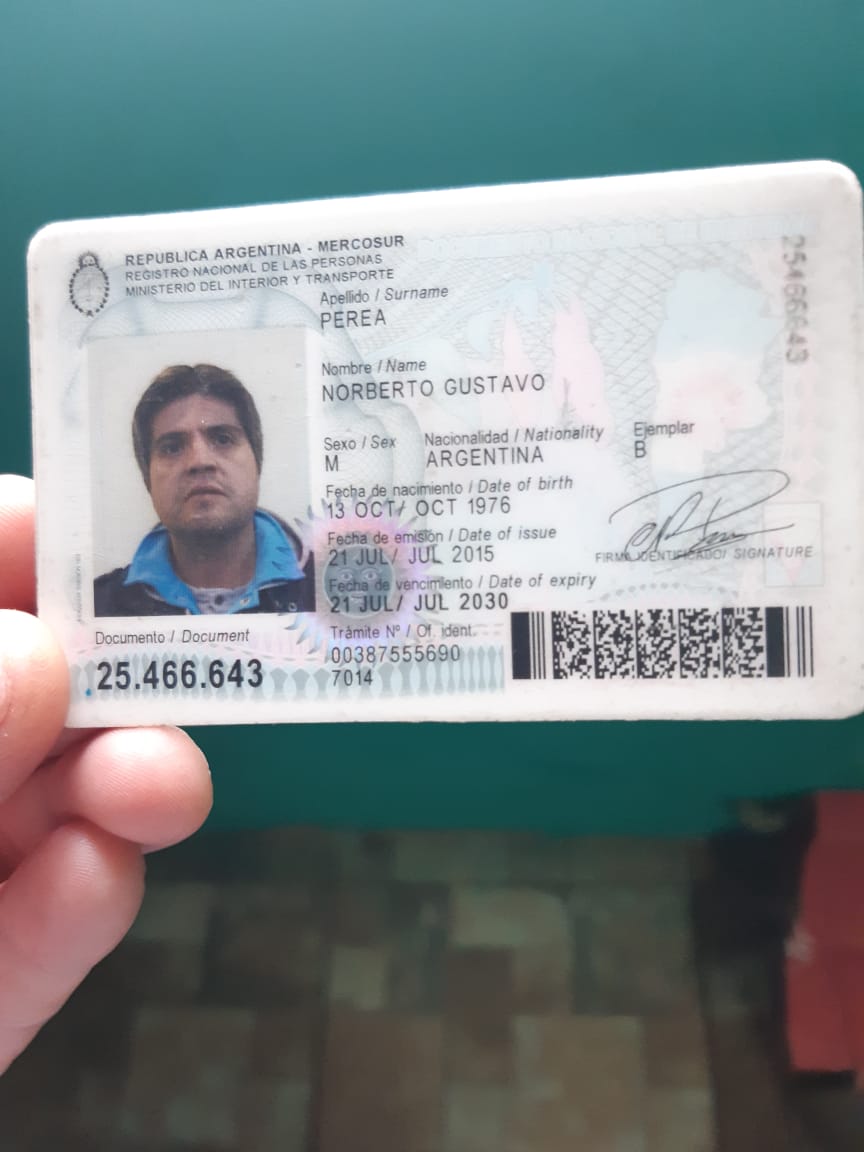 REPUBLICA ARGENTINA - MERCOSUR
REGISTRO NACIONAL DE LAS PERSONAS
MINISTERIO DEL INTERIOR Y TRANSPORTE
Apellido / Surname
PEREA
Nombre / Name
NORBERTO GUSTAVO
Sexo / Sex
M
Nacionalidad / Nationality
ARGENTINA
Ejemplar
B
Fecha de nacimiento / Date of birth
13 OCT/ OCT 1976
Fecha de emisión / Date of issue
21 JUL/ JUL 2015
Fecha de vencimiento / Date of expiry
21 JUL/ JUL 2030
FIRMA IDENTIFICADO/ SIGNATURE
Documento / Document
25.466.643
Trámite Nº / Of. ident.
00387555690
7014
25466643